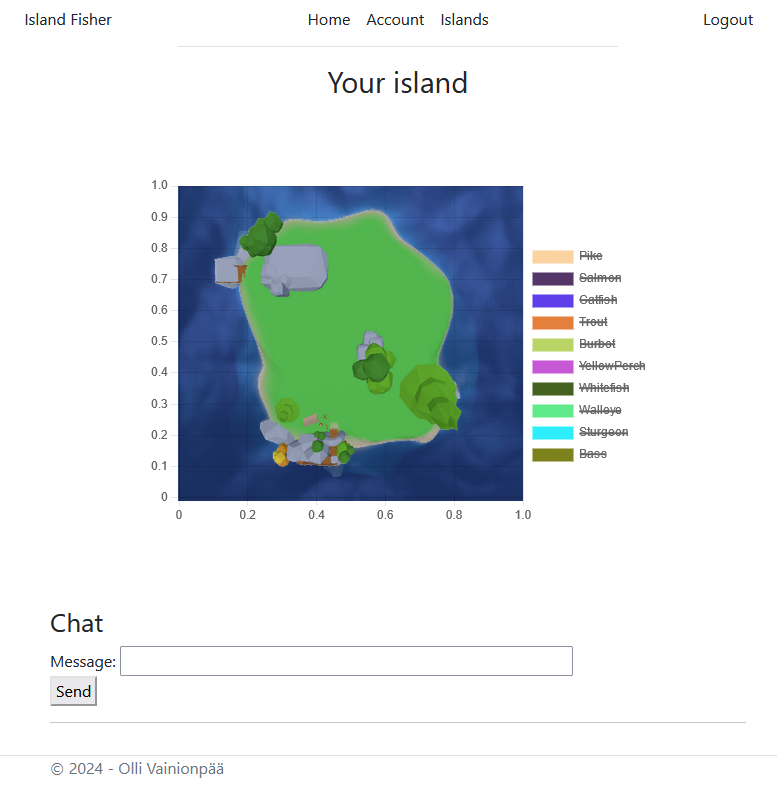 Island Fisher Home Account Islands Logout
Your island
1.0
0.9
0.8
0.7
0.6
0.5
0.4
0.3
0.2
0.1
0
0 0.2 0.4 0.6 0.8 1.0
Pike
Salmon
Catfish
Trout
Burbot
YellowPerch
Whitefish
Walleye
Sturgeon
Bass
Chat
Message:
Send
© 2024 - Olli Vainionpää